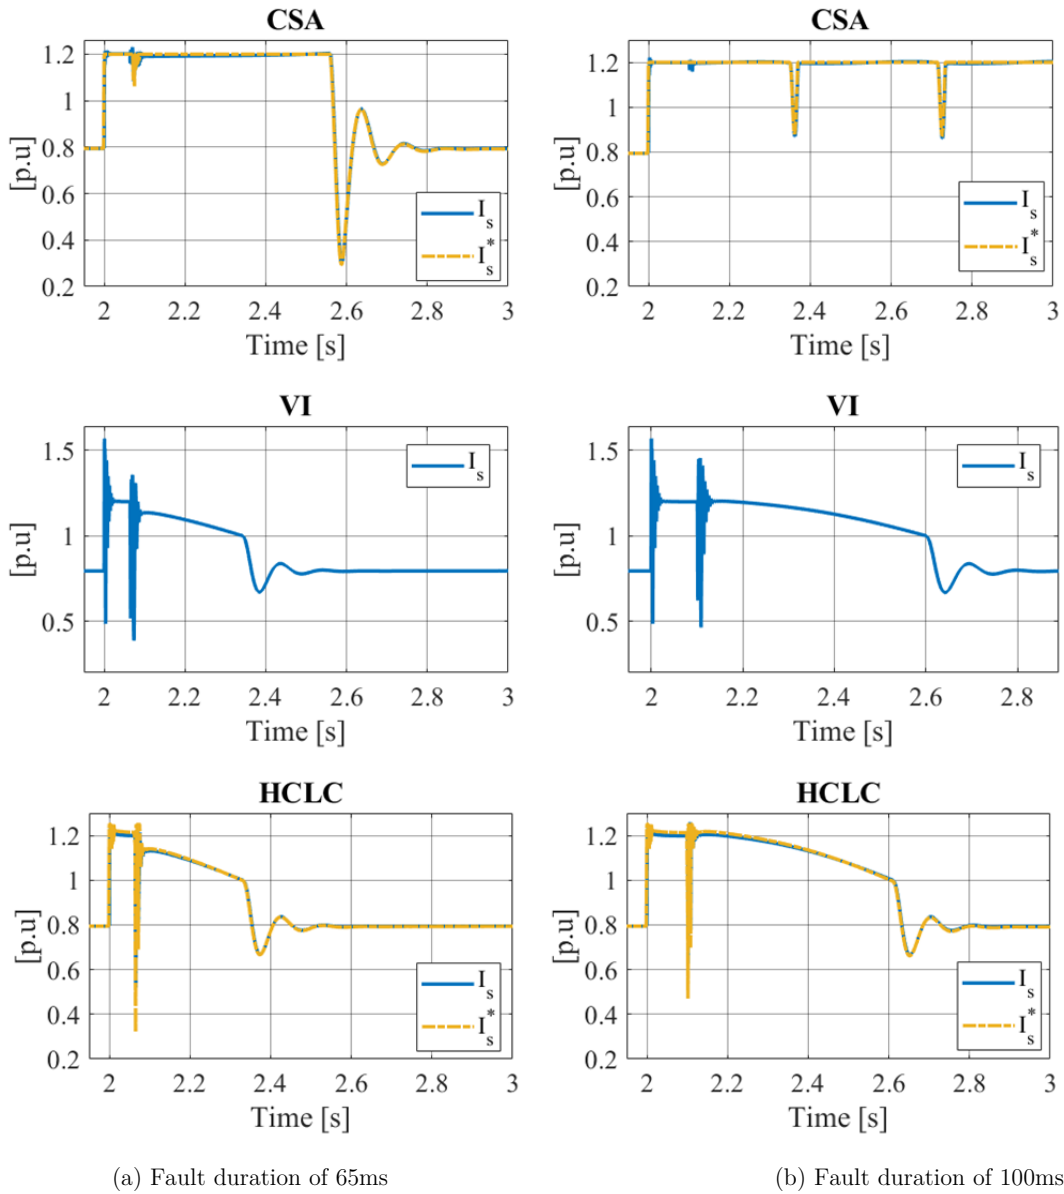 CSA
1.2
1
0.8
0.6
0.4
0.2
[p.u]
I_s
I_s^*
2 2.2 2.4 2.6 2.8 3
Time [s]
CSA
1.2
1
0.8
0.6
0.4
0.2
[p.u]
I_s
I_s^*
2 2.2 2.4 2.6 2.8 3
Time [s]
VI
1.5
1
0.5
[p.u]
I_s
2 2.2 2.4 2.6 2.8 3
Time [s]
VI
1.5
1
0.5
[p.u]
I_s
2 2.2 2.4 2.6 2.8
Time [s]
HCLC
1.2
1
0.8
0.6
0.4
0.2
[p.u]
I_s
I_s^*
2 2.2 2.4 2.6 2.8 3
Time [s]
HCLC
1.2
1
0.8
0.6
0.4
0.2
[p.u]
I_s
I_s^*
2 2.2 2.4 2.6 2.8 3
Time [s]
(a) Fault duration of 65ms
(b) Fault duration of 100ms